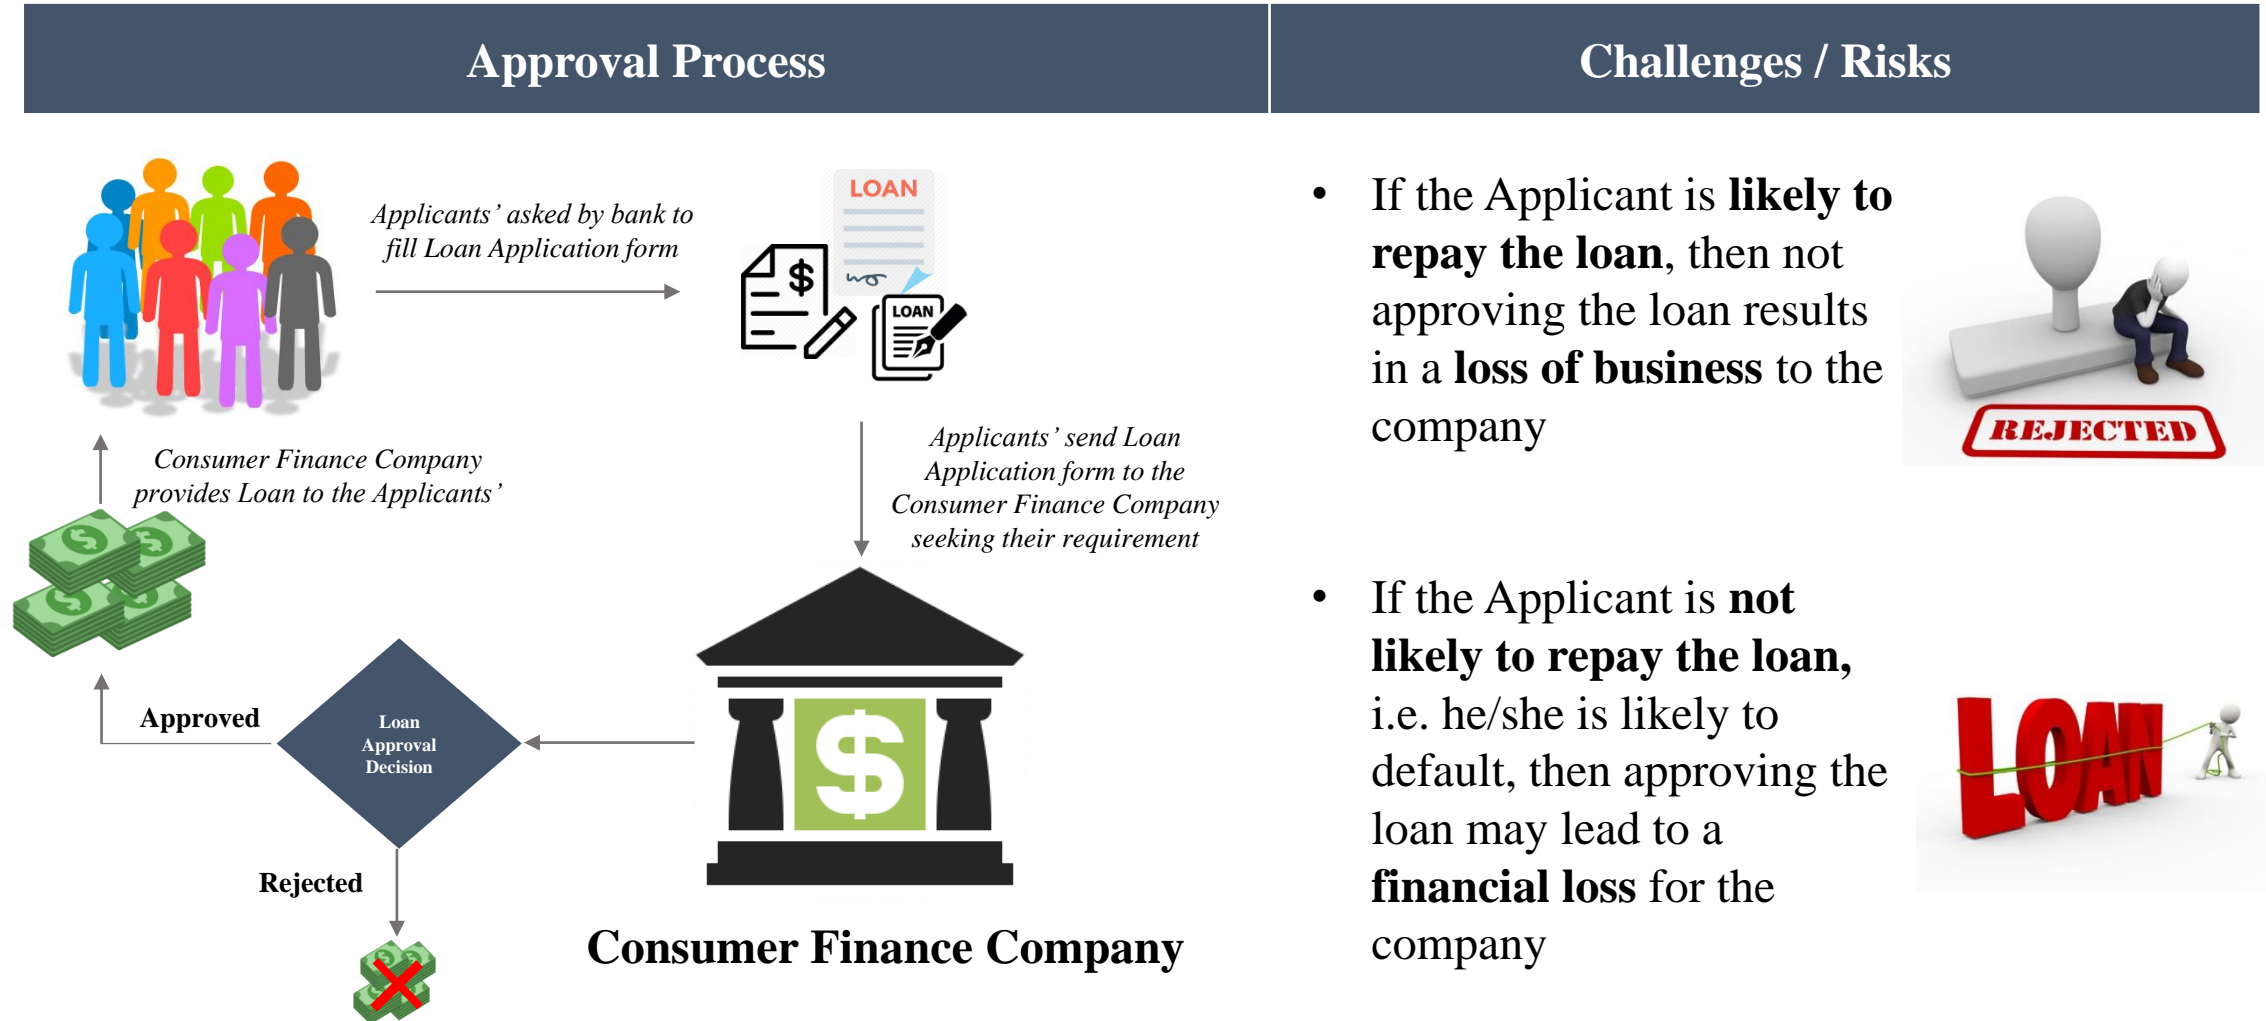 Approval Process
Challenges / Risks
Applicants’ asked by bank to
fill Loan Application form
LOAN
$
LOAN
Applicants’ send Loan
Application form to the
Consumer Finance Company
seeking their requirement
Consumer Finance Company
provides Loan to the Applicants’
$
$
$
$
Approved
Loan
Approval
Decision
Rejected
$
Consumer Finance Company
• If the Applicant is likely to
repay the loan, then not
approving the loan results
in a loss of business to the
company
REJECTED
• If the Applicant is not
likely to repay the loan,
i.e. he/she is likely to
default, then approving the
loan may lead to a
financial loss for the
company
LOAN